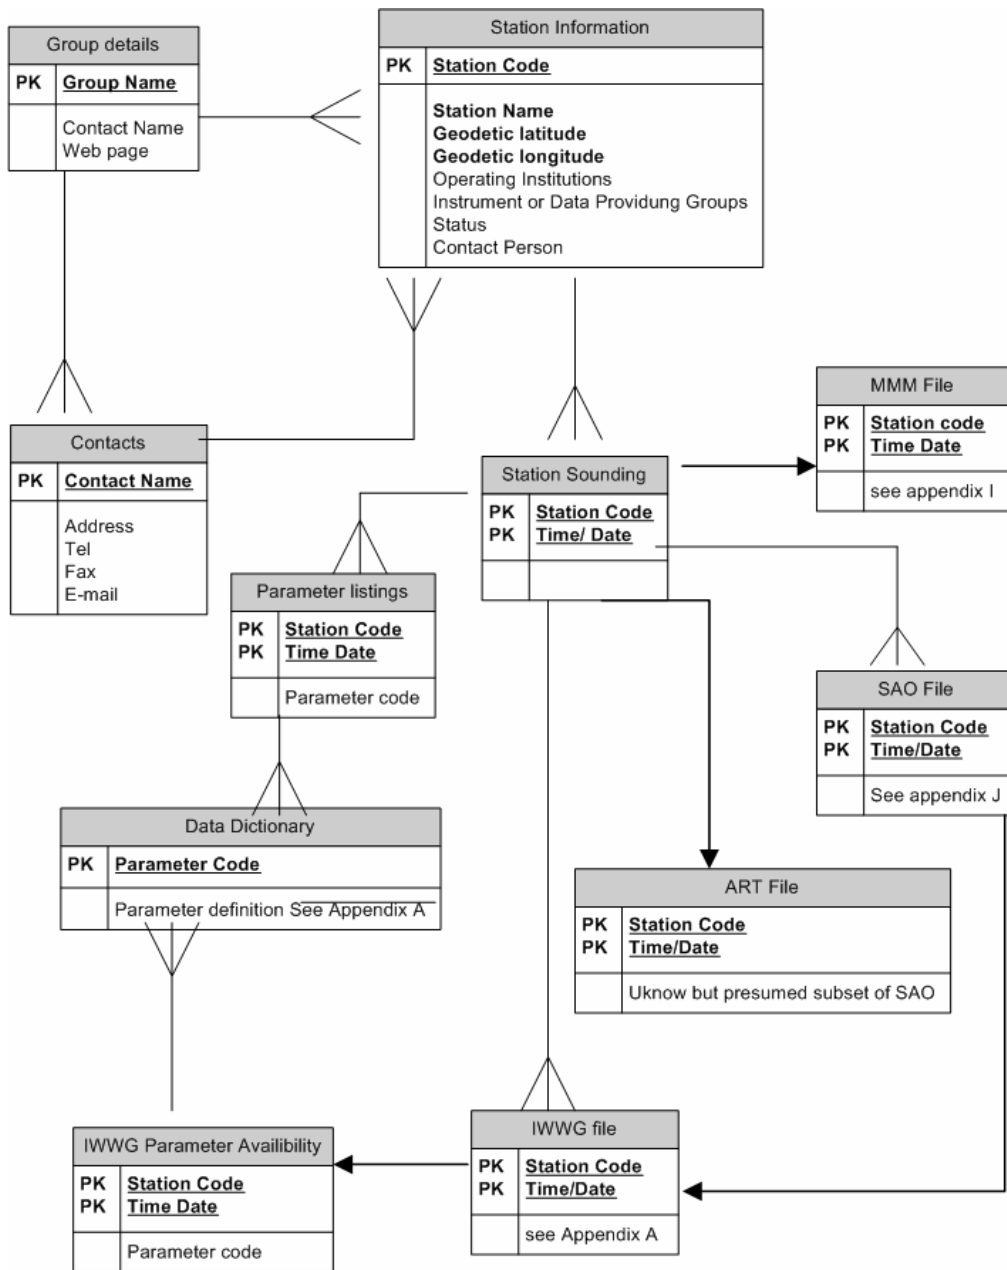 Group details
PK Group Name
Contact Name
Web page
Station Information
PK Station Code
Station Name
Geodetic latitude
Geodetic longitude
Operating Institutions
Instrument or Data Providung Groups
Status
Contact Person
MMM File
PK Station code
PK Time Date
see appendix I
Contacts
PK Contact Name
Address
Tel
Fax
E-mail
Station Sounding
PK Station Code
PK Time/ Date
Parameter listings
PK Station Code
PK Time Date
Parameter code
SAO File
PK Station Code
PK Time/Date
See appendix J
Data Dictionary
PK Parameter Code
Parameter definition See Appendix A
ART File
PK Station Code
PK Time/Date
Uknow but presumed subset of SAO
IWWG Parameter Availibility
PK Station Code
PK Time Date
Parameter code
IWWG file
PK Station Code
PK Time/Date
see Appendix A